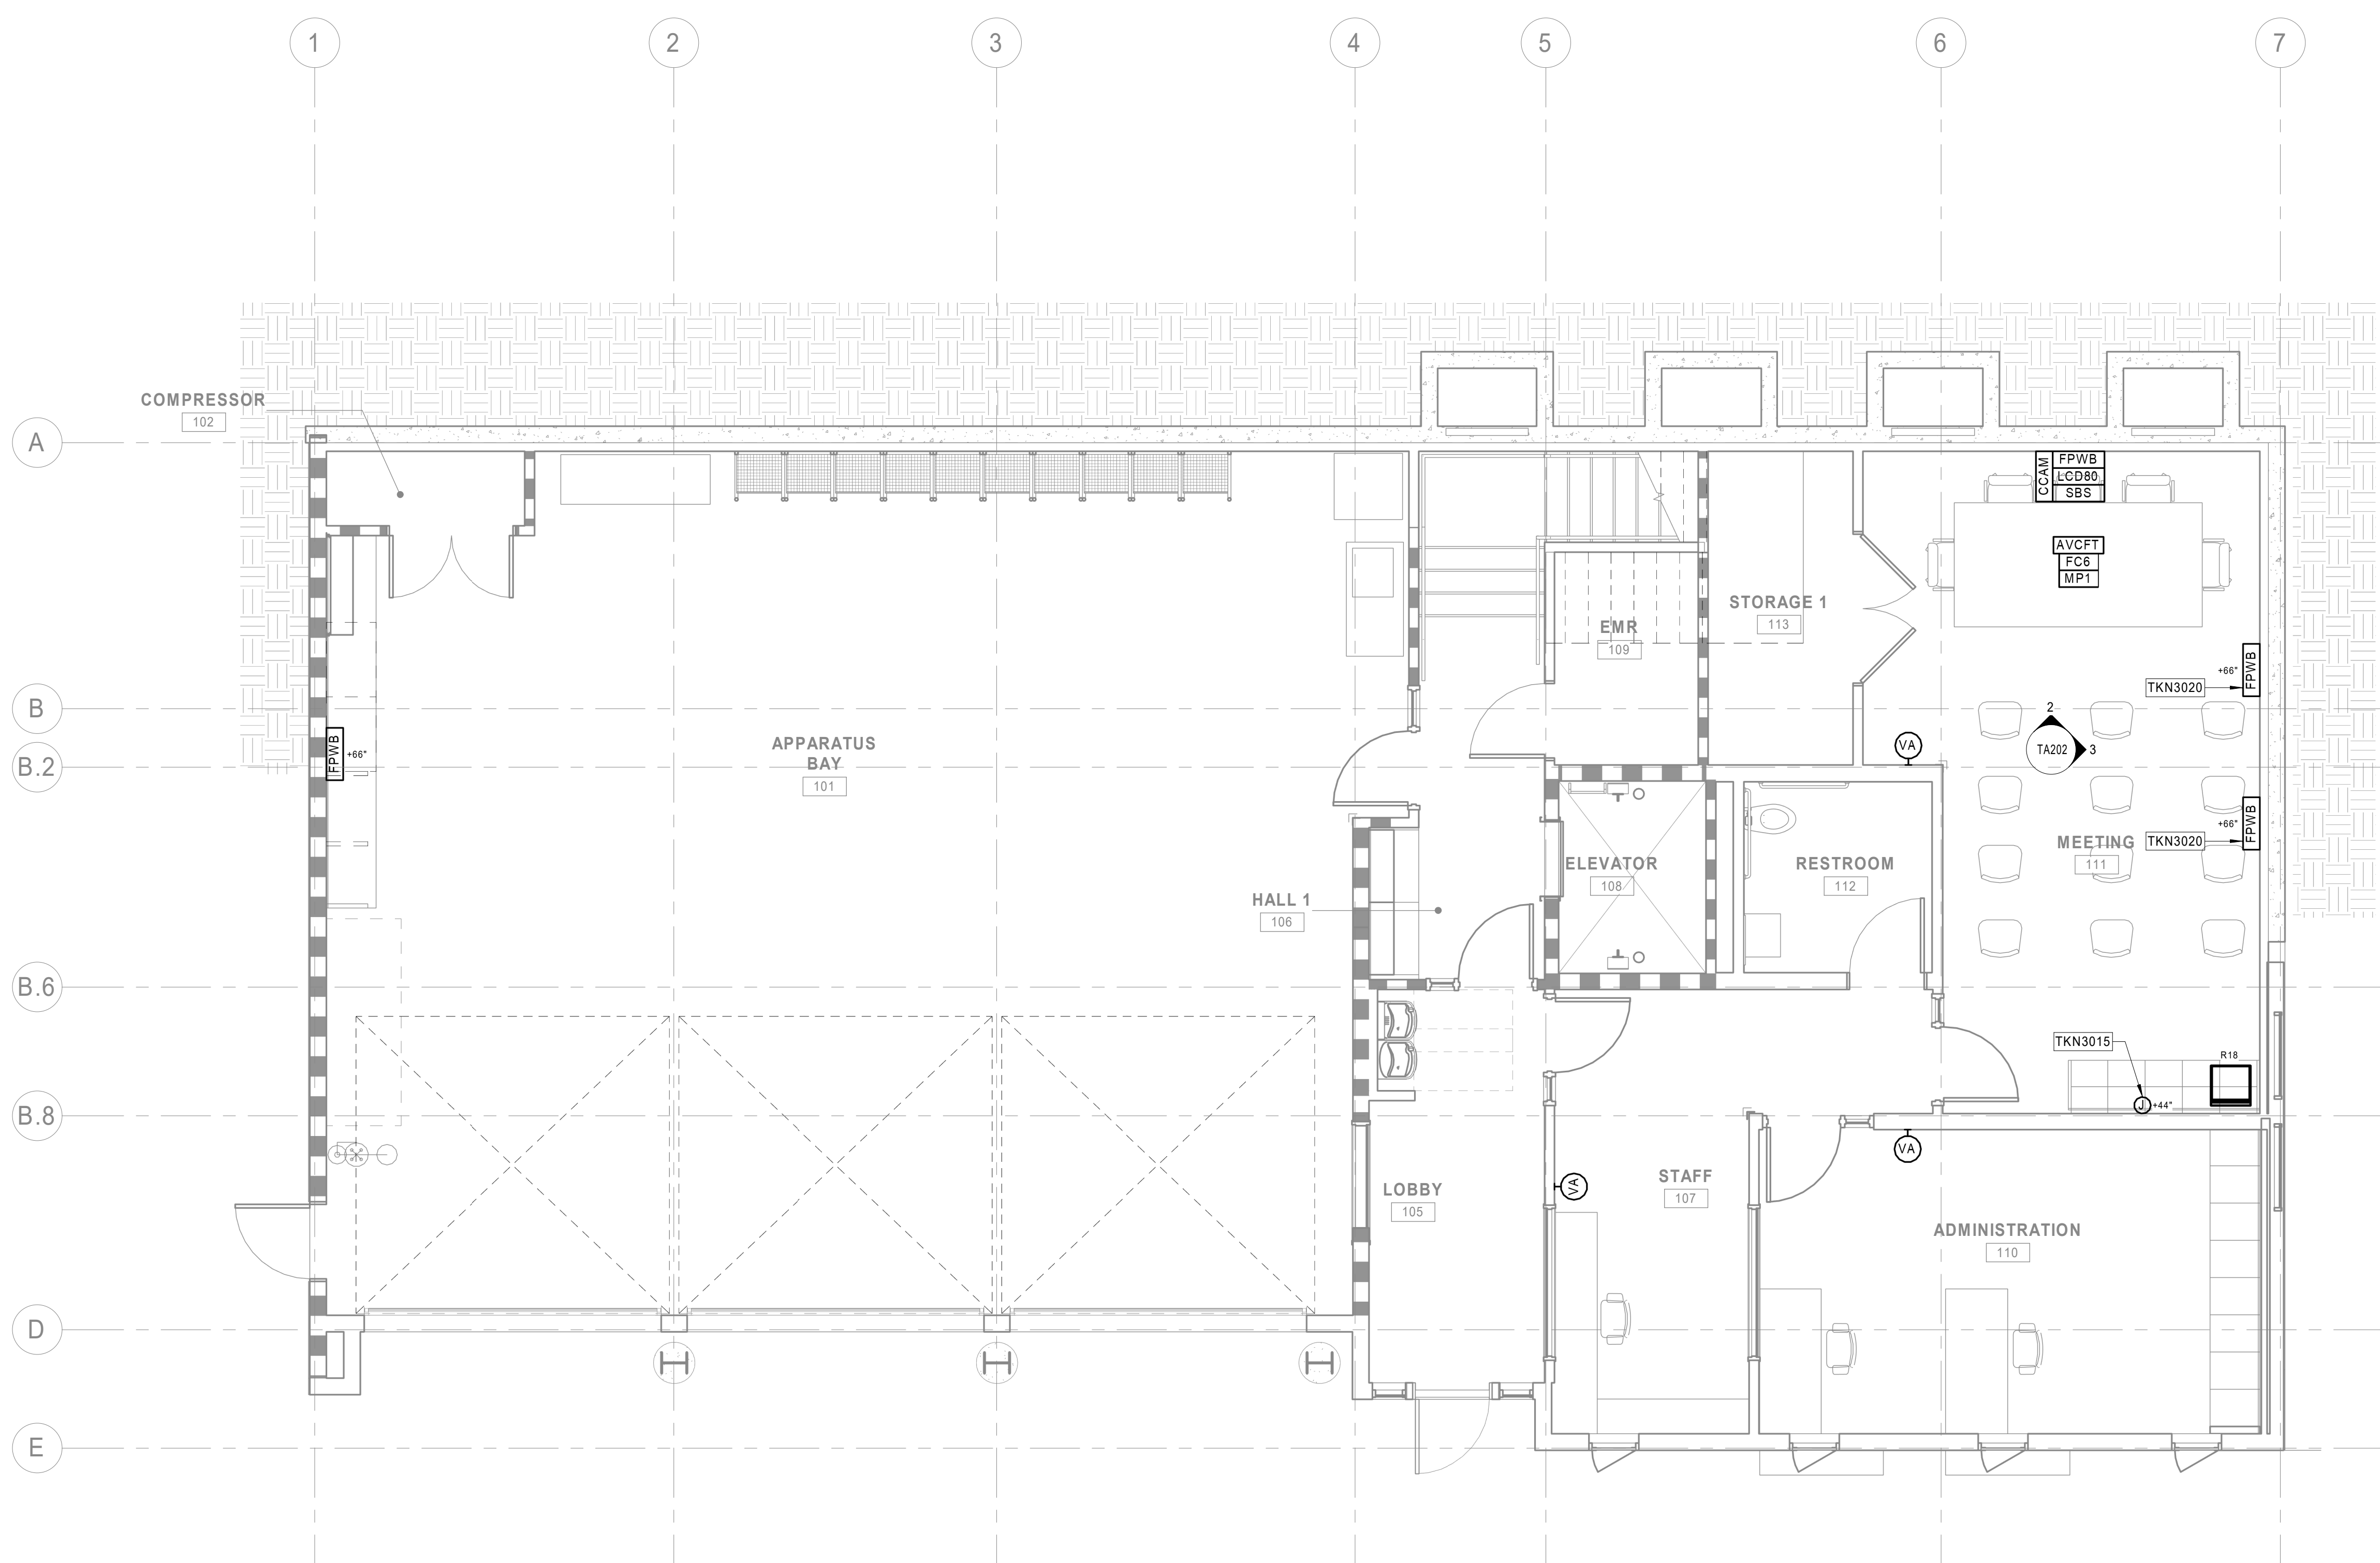 1
2
3
4
5
6
7
COMPRESSOR
102
A
CCAM
FPWB
LCD80
SBS
AVCFT
FC6
MP1
STORAGE 1
113
EMR
109
+66"
FPWB
TKN3020
B
2
TA202
3
VA
FPWB
+66"
APPARATUS
BAY
101
B.2
+66"
FPWB
MEETING
111
TKN3020
ELEVATOR
108
RESTROOM
112
HALL 1
106
B.6
TKN3015
R18
J
+44"
B.8
VA
VA
STAFF
107
LOBBY
105
ADMINISTRATION
110
D
E